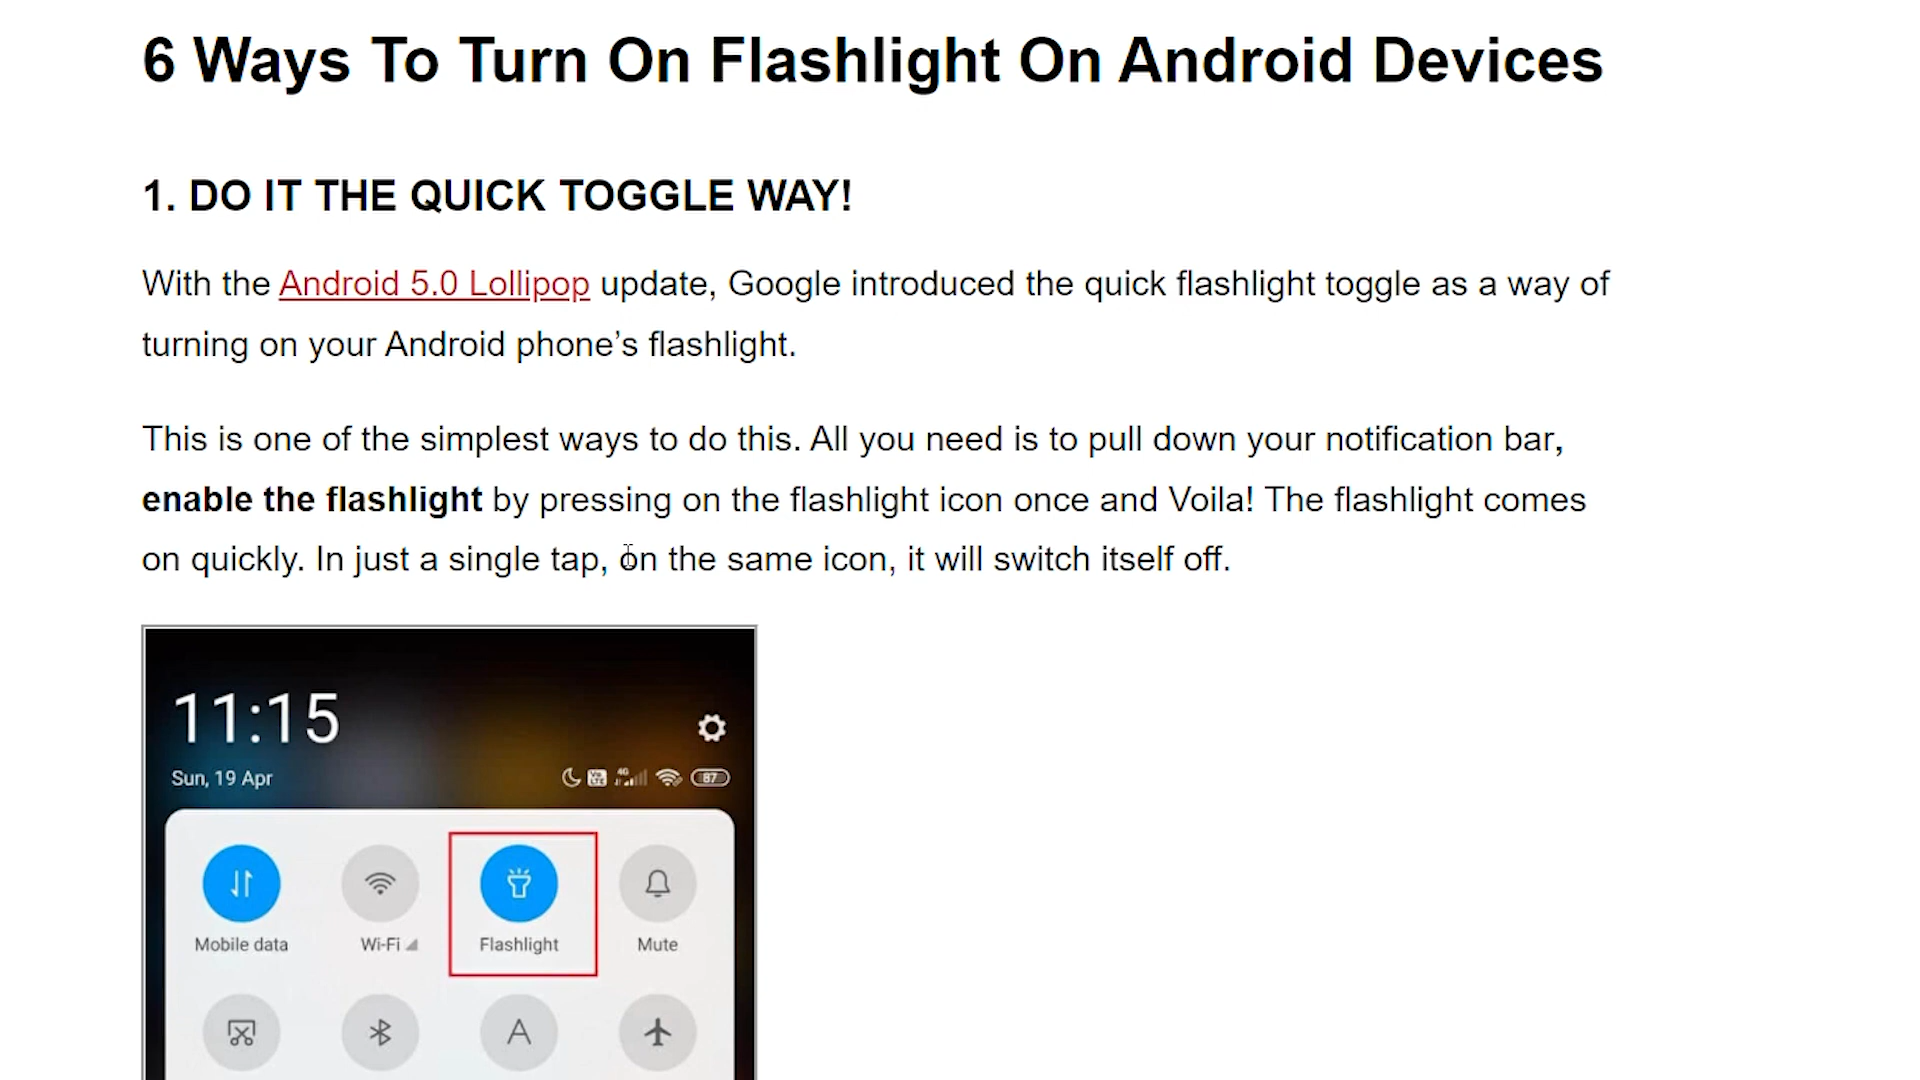 6 Ways To Turn On Flashlight On Android Devices
1. DO IT THE QUICK TOGGLE WAY!
With the Android 5.0 Lollipop update, Google introduced the quick flashlight toggle as a way of
turning on your Android phone’s flashlight.
This is one of the simplest ways to do this. All you need is to pull down your notification bar,
enable the flashlight by pressing on the flashlight icon once and Voila! The flashlight comes
on quickly. In just a single tap, on the same icon, it will switch itself off.
11:15
Sun, 19 Apr 4G 87
Mobile data Wi-Fi Flashlight Mute
A